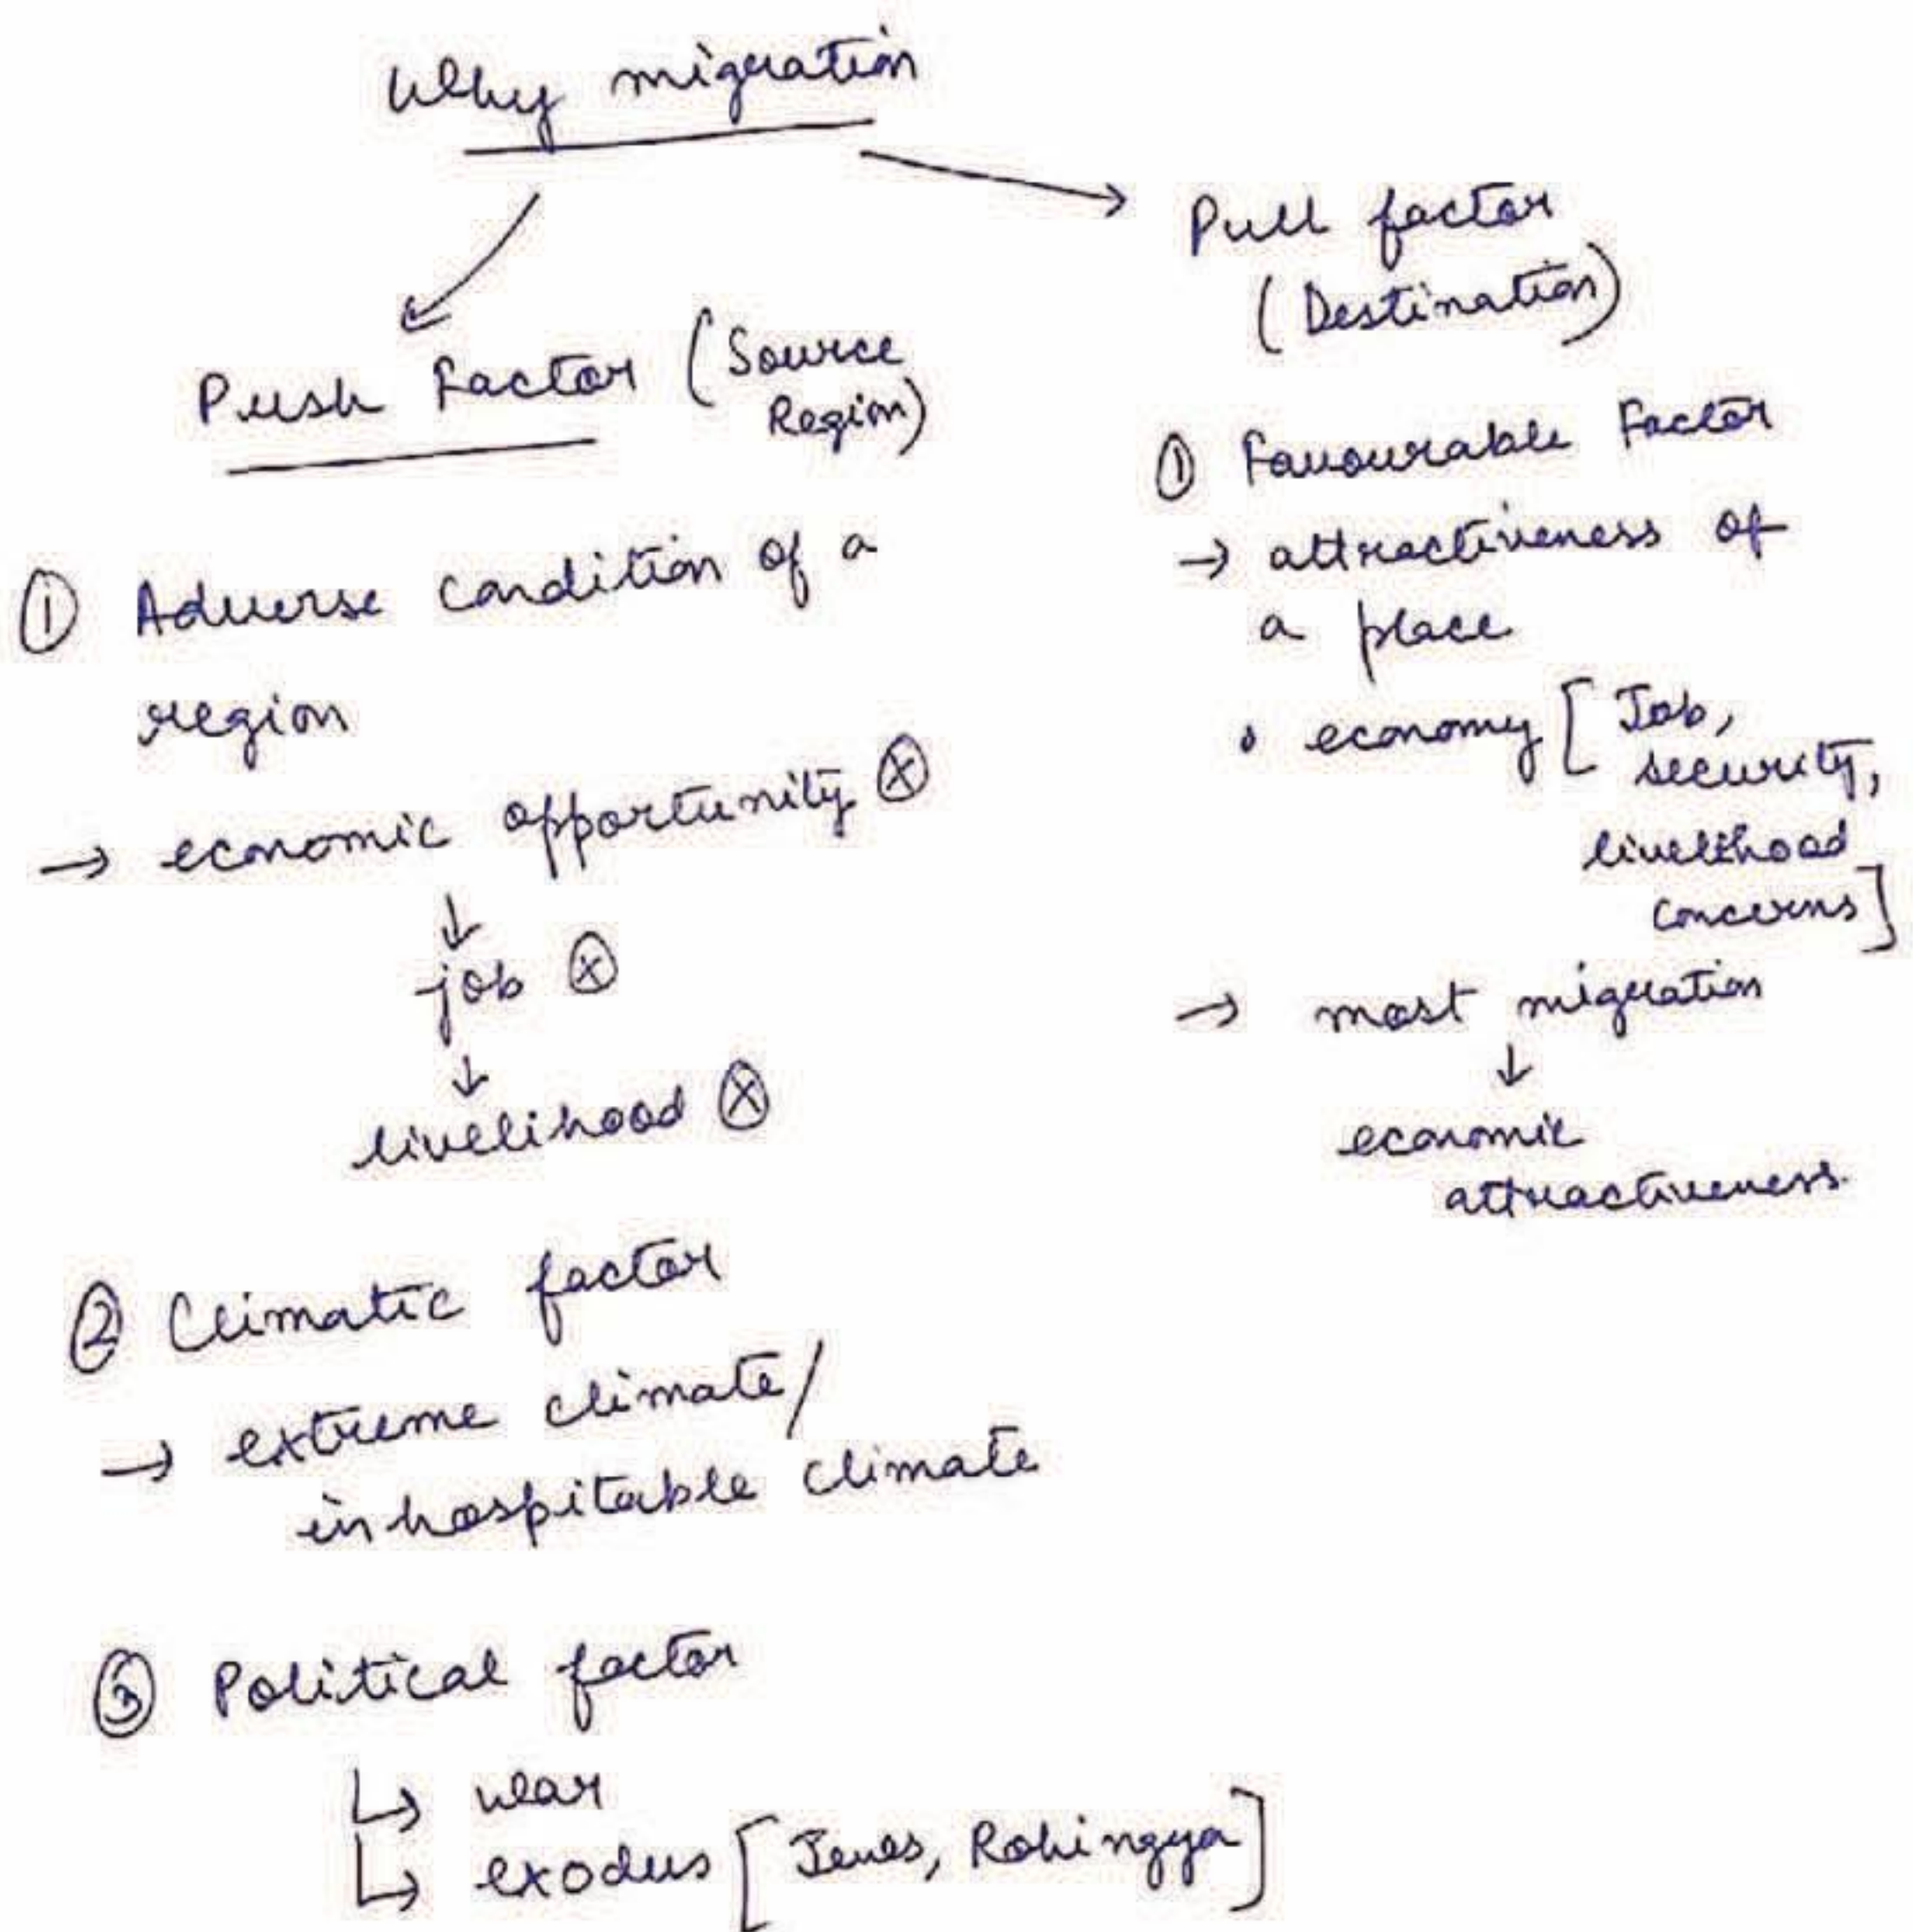 Why migration
Push Factor (Source
Region)
① Adverse condition of a
region
→ economic opportunity ⓧ
↓
job ⓧ
↓
livelihood ⓧ
② Climatic factor
→ extreme climate/
inhospitable climate
③ Political factor
↳ war
↳ exodus [Jews, Rohingya]
Pull factor
(Destination)
① Favourable Factor
→ attractiveness of
a place
• economy [Job,
security,
livelihood
concerns]
→ most migration
↓
economic
attractiveness.